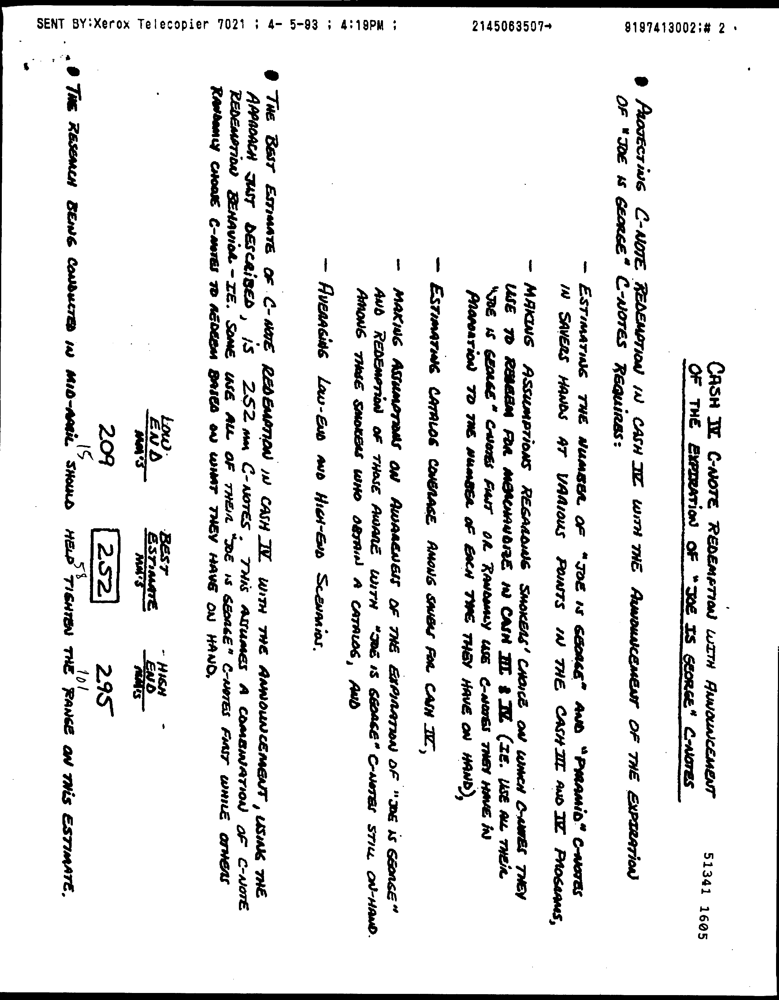 SENT BY:Xerox Telecopier 7021 ; 4- 5-93 ; 4:19PM ; 2145063507→ 9197413002;# 2
CASH IV C-NOTE REDEMPTION WITH ANNOUNCEMENT
OF THE EXPIRATION OF "JOE IS GEORGE" C-NOTES
51341 1605
• PROJECTING C-NOTE REDEMPTION IN CASH IV WITH THE ANNOUNCEMENT OF THE EXPIRATION
OF "JOE IS GEORGE" C-NOTES REQUIRES:
- ESTIMATING THE NUMBER OF "JOE IS GEORGE" AND "PYRAMID" C-NOTES
IN SAVERS HANDS AT VARIOUS POINTS IN THE CASH III AND IV PROGRAMS,
- MAKING ASSUMPTIONS REGARDING SMOKERS' CHOICE ON WHICH C-NOTES THEY
USE TO REDEEM FOR MERCHANDISE IN CASH III & IV (IE. USE ALL THEIR
"JOE IS GEORGE" C-NOTES FIRST OR RANDOMLY USE C-NOTES THEY HAVE IN
PROPORTION TO THE NUMBER OF EACH TYPE THEY HAVE ON HAND),
- ESTIMATING CATALOG COVERAGE AMONG SAVERS FOR CASH IV,
- MAKING ASSUMPTIONS ON AWARENESS OF THE EXPIRATION OF "JOE IS GEORGE"
AND REDEMPTION OF THOSE AWARE WITH "JOE IS GEORGE" C-NOTES STILL ON-HAND
AMONG THOSE SMOKERS WHO OBTAIN A CATALOG, AND
- AVERAGING LOW-END AND HIGH-END SCENARIOS.
• THE BEST ESTIMATE OF C-NOTE REDEMPTION IN CASH IV WITH THE ANNOUNCEMENT, USING THE
APPROACH JUST DESCRIBED, IS 252 MM C-NOTES. THIS ASSUMES A COMBINATION OF C-NOTE
REDEMPTION BEHAVIOR - IE. SOME USE ALL OF THEIR "JOE IS GEORGE" C-NOTES FIRST WHILE OTHERS
RANDOMLY CHOOSE C-NOTES TO REDEEM BASED ON WHAT THEY HAVE ON HAND.
LOW- BEST - HIGH -
END ESTIMATE END
MM'S MM'S MM'S
209 252 295
15 58 101
• THE RESEARCH BEING CONDUCTED IN MID-APRIL SHOULD HELP TIGHTEN THE RANGE ON THIS ESTIMATE.